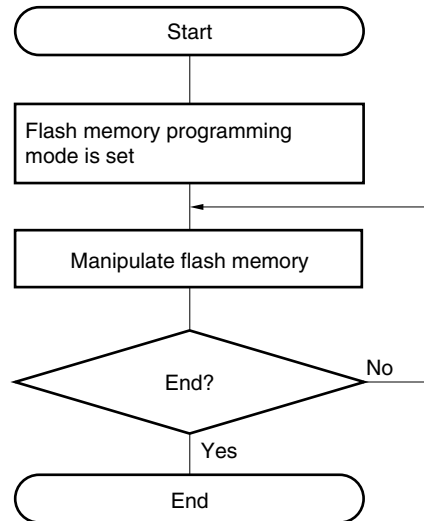 Start
Flash memory programming
mode is set
Manipulate flash memory
End?
No
Yes
End